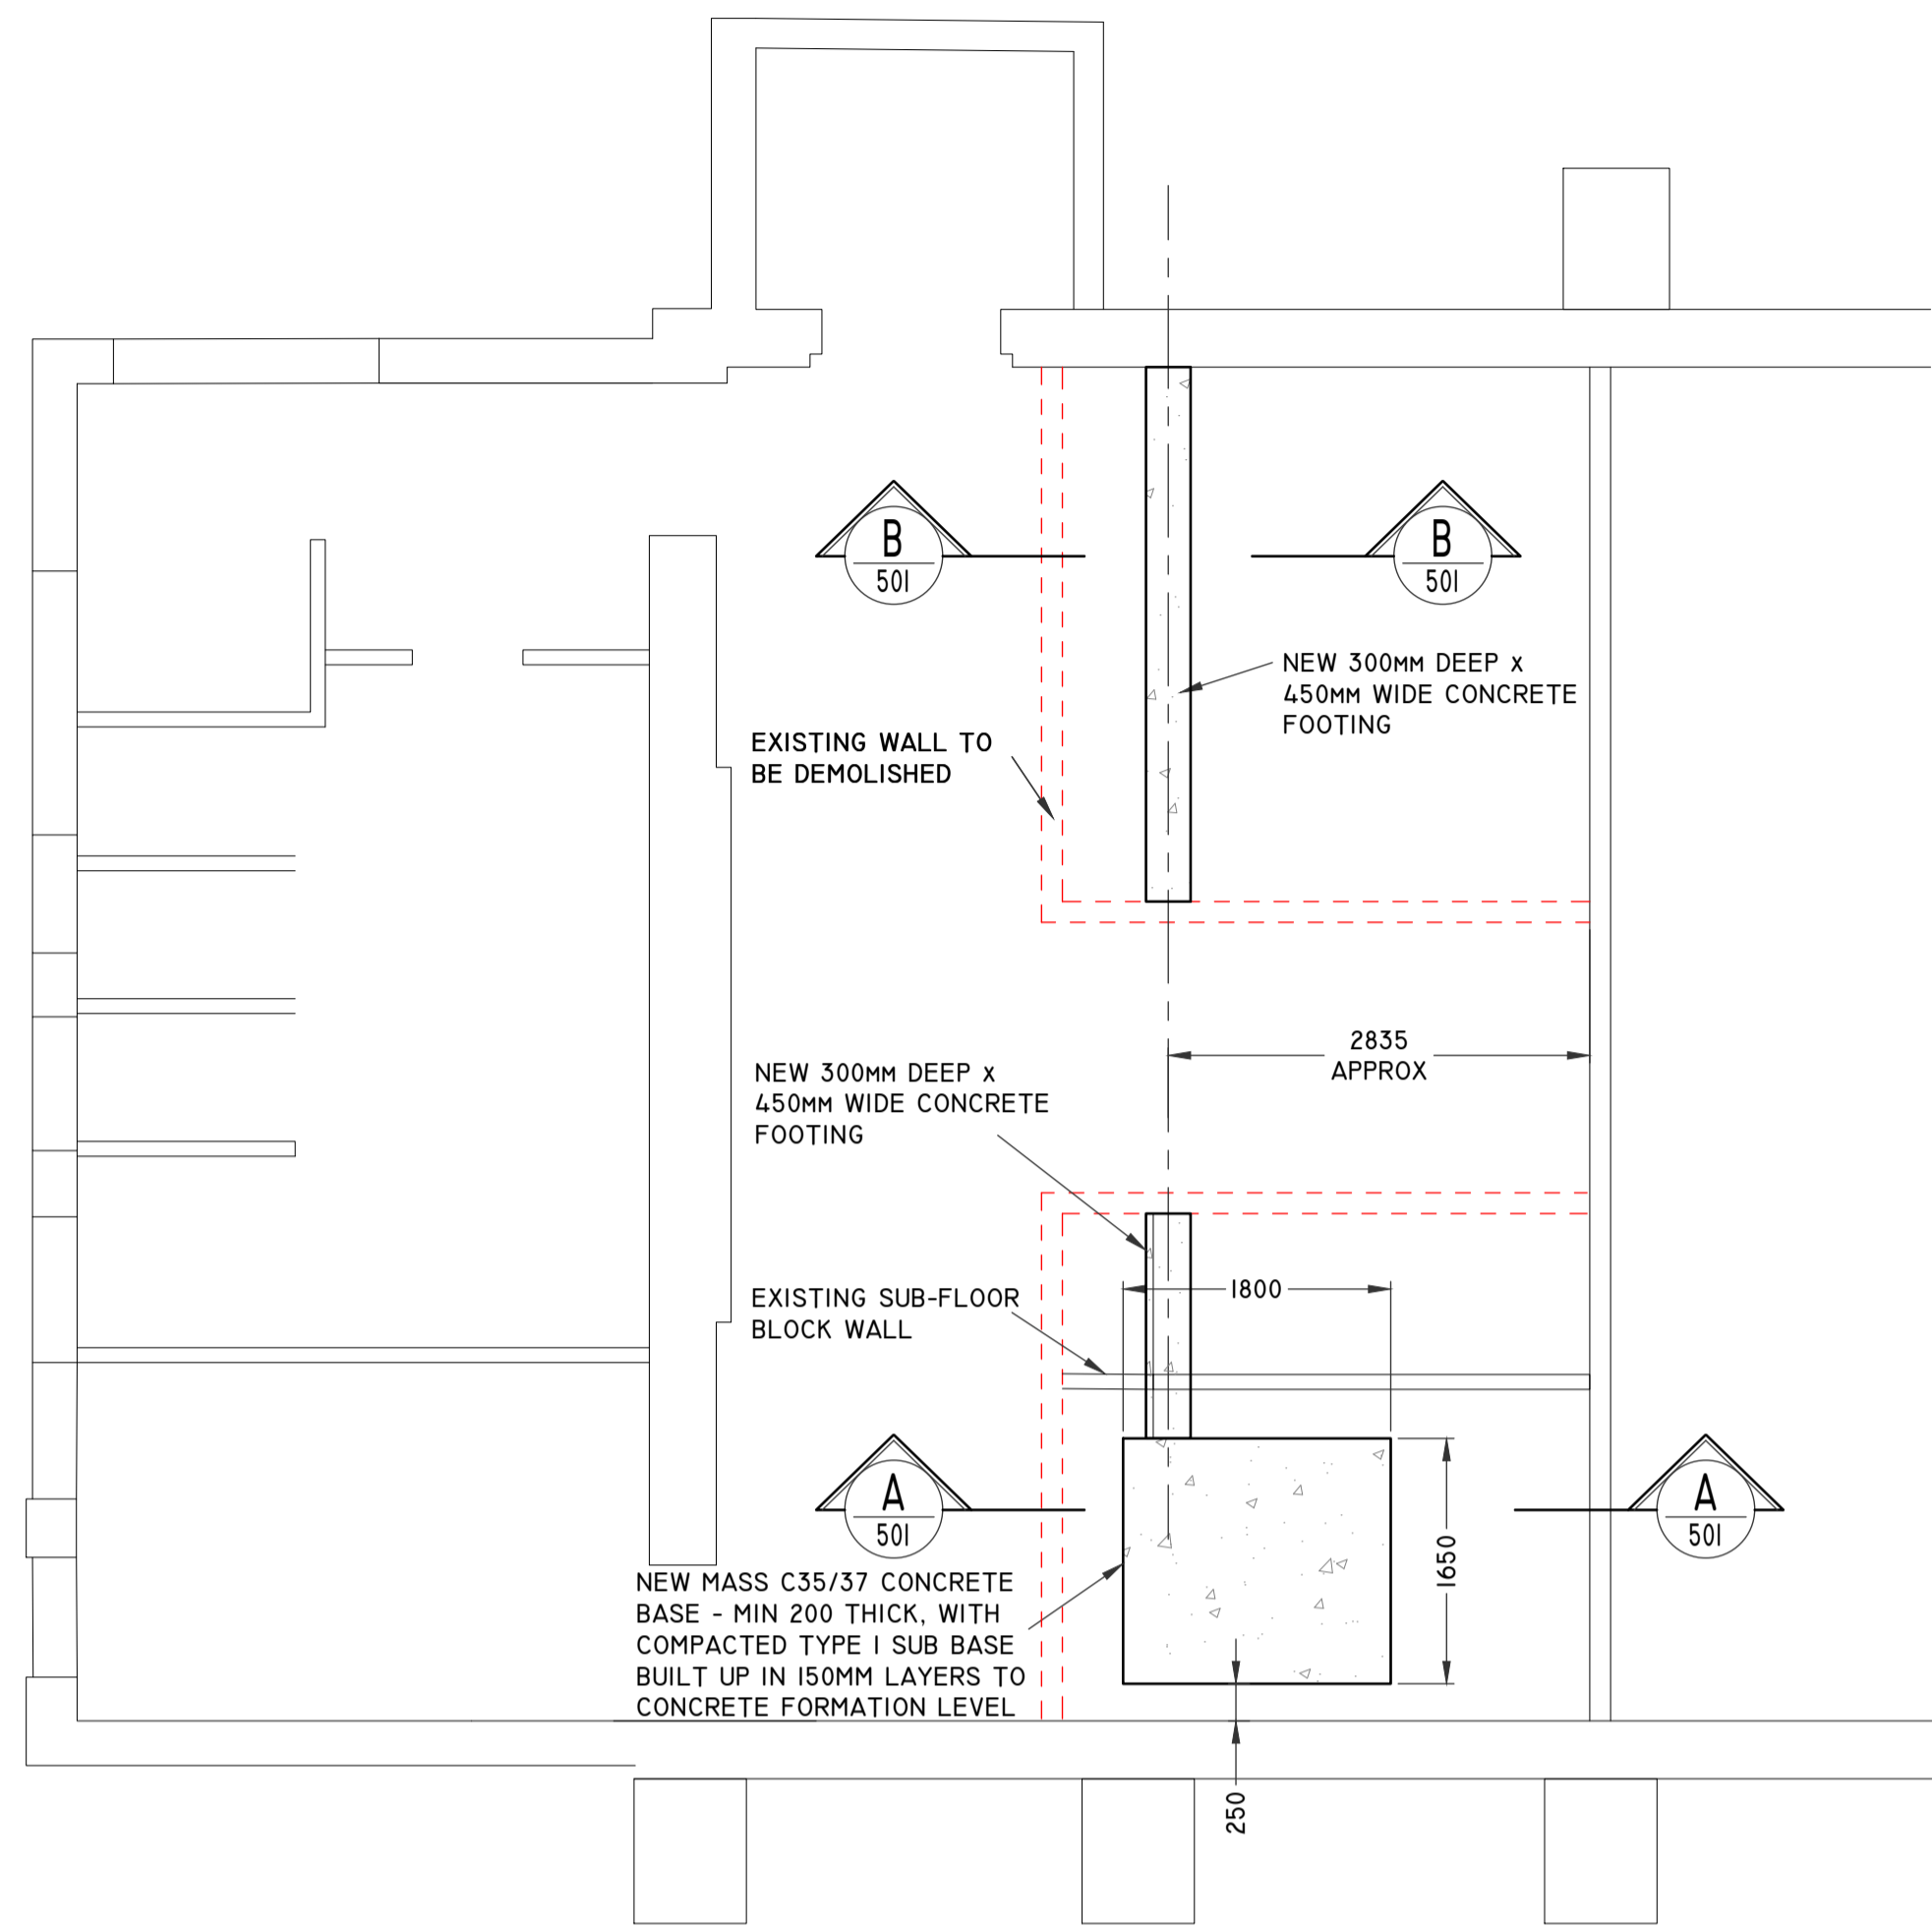 B
501
B
501
NEW 300MM DEEP X
450MM WIDE CONCRETE
FOOTING
EXISTING WALL TO
BE DEMOLISHED
2835
APPROX
NEW 300MM DEEP X
450MM WIDE CONCRETE
FOOTING
1800
EXISTING SUB-FLOOR
BLOCK WALL
A
501
A
501
1650
NEW MASS C35/37 CONCRETE
BASE - MIN 200 THICK, WITH
COMPACTED TYPE 1 SUB BASE
BUILT UP IN 150MM LAYERS TO
CONCRETE FORMATION LEVEL
250